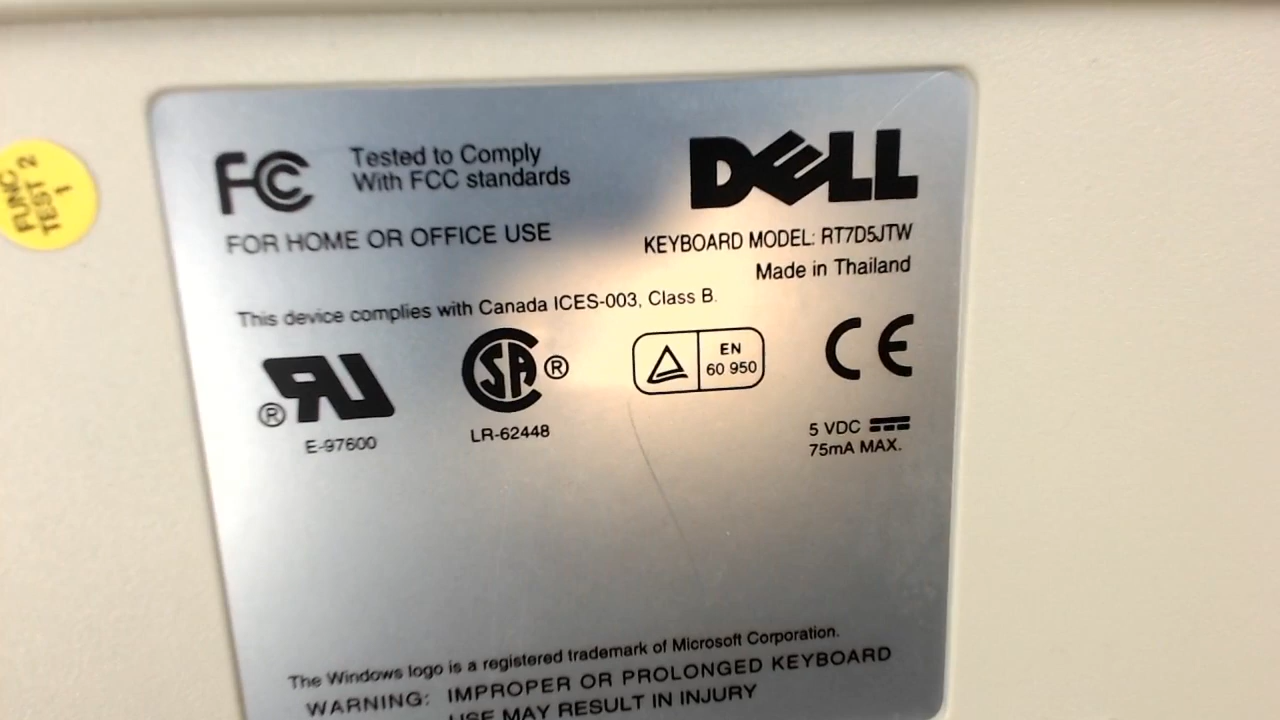 FUNC
TEST 2
1
FC
Tested to Comply
With FCC standards
FOR HOME OR OFFICE USE
DELL
KEYBOARD MODEL: RT7D5JTW
Made in Thailand
This device complies with Canada ICES-003, Class B.
®
E-97600
SA ®
LR-62448
EN
60 950
CE
5 VDC
75mA MAX.
The Windows logo is a registered trademark of Microsoft Corporation.
WARNING: IMPROPER OR PROLONGED KEYBOARD
USE MAY RESULT IN INJURY